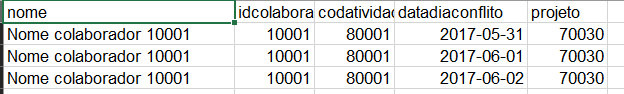 nome idcolabora codatividad datadiaconflito projeto
Nome colaborador 10001 10001 80001 2017-05-31 70030
Nome colaborador 10001 10001 80001 2017-06-01 70030
Nome colaborador 10001 10001 80001 2017-06-02 70030